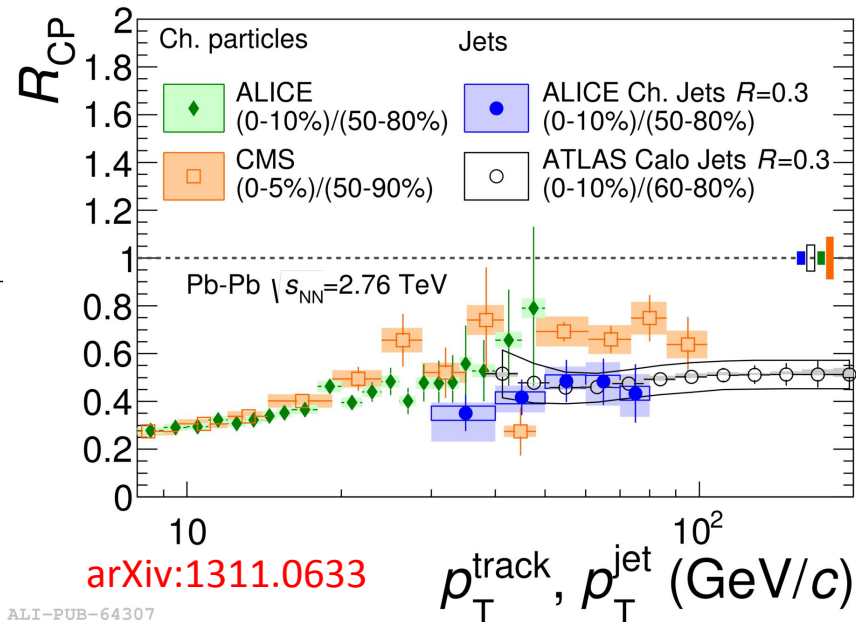 R_CP
2
1.8
1.6
1.4
1.2
1
0.8
0.6
0.4
0.2
0
Ch. particles
ALICE
(0-10%)/(50-80%)
CMS
(0-5%)/(50-90%)
Jets
ALICE Ch. Jets R=0.3
(0-10%)/(50-80%)
ATLAS Calo Jets R=0.3
(0-10%)/(60-80%)
Pb-Pb √s_NN=2.76 TeV
10
10²
p_T^track, p_T^jet (GeV/c)
arXiv:1311.0633
ALI-PUB-64307